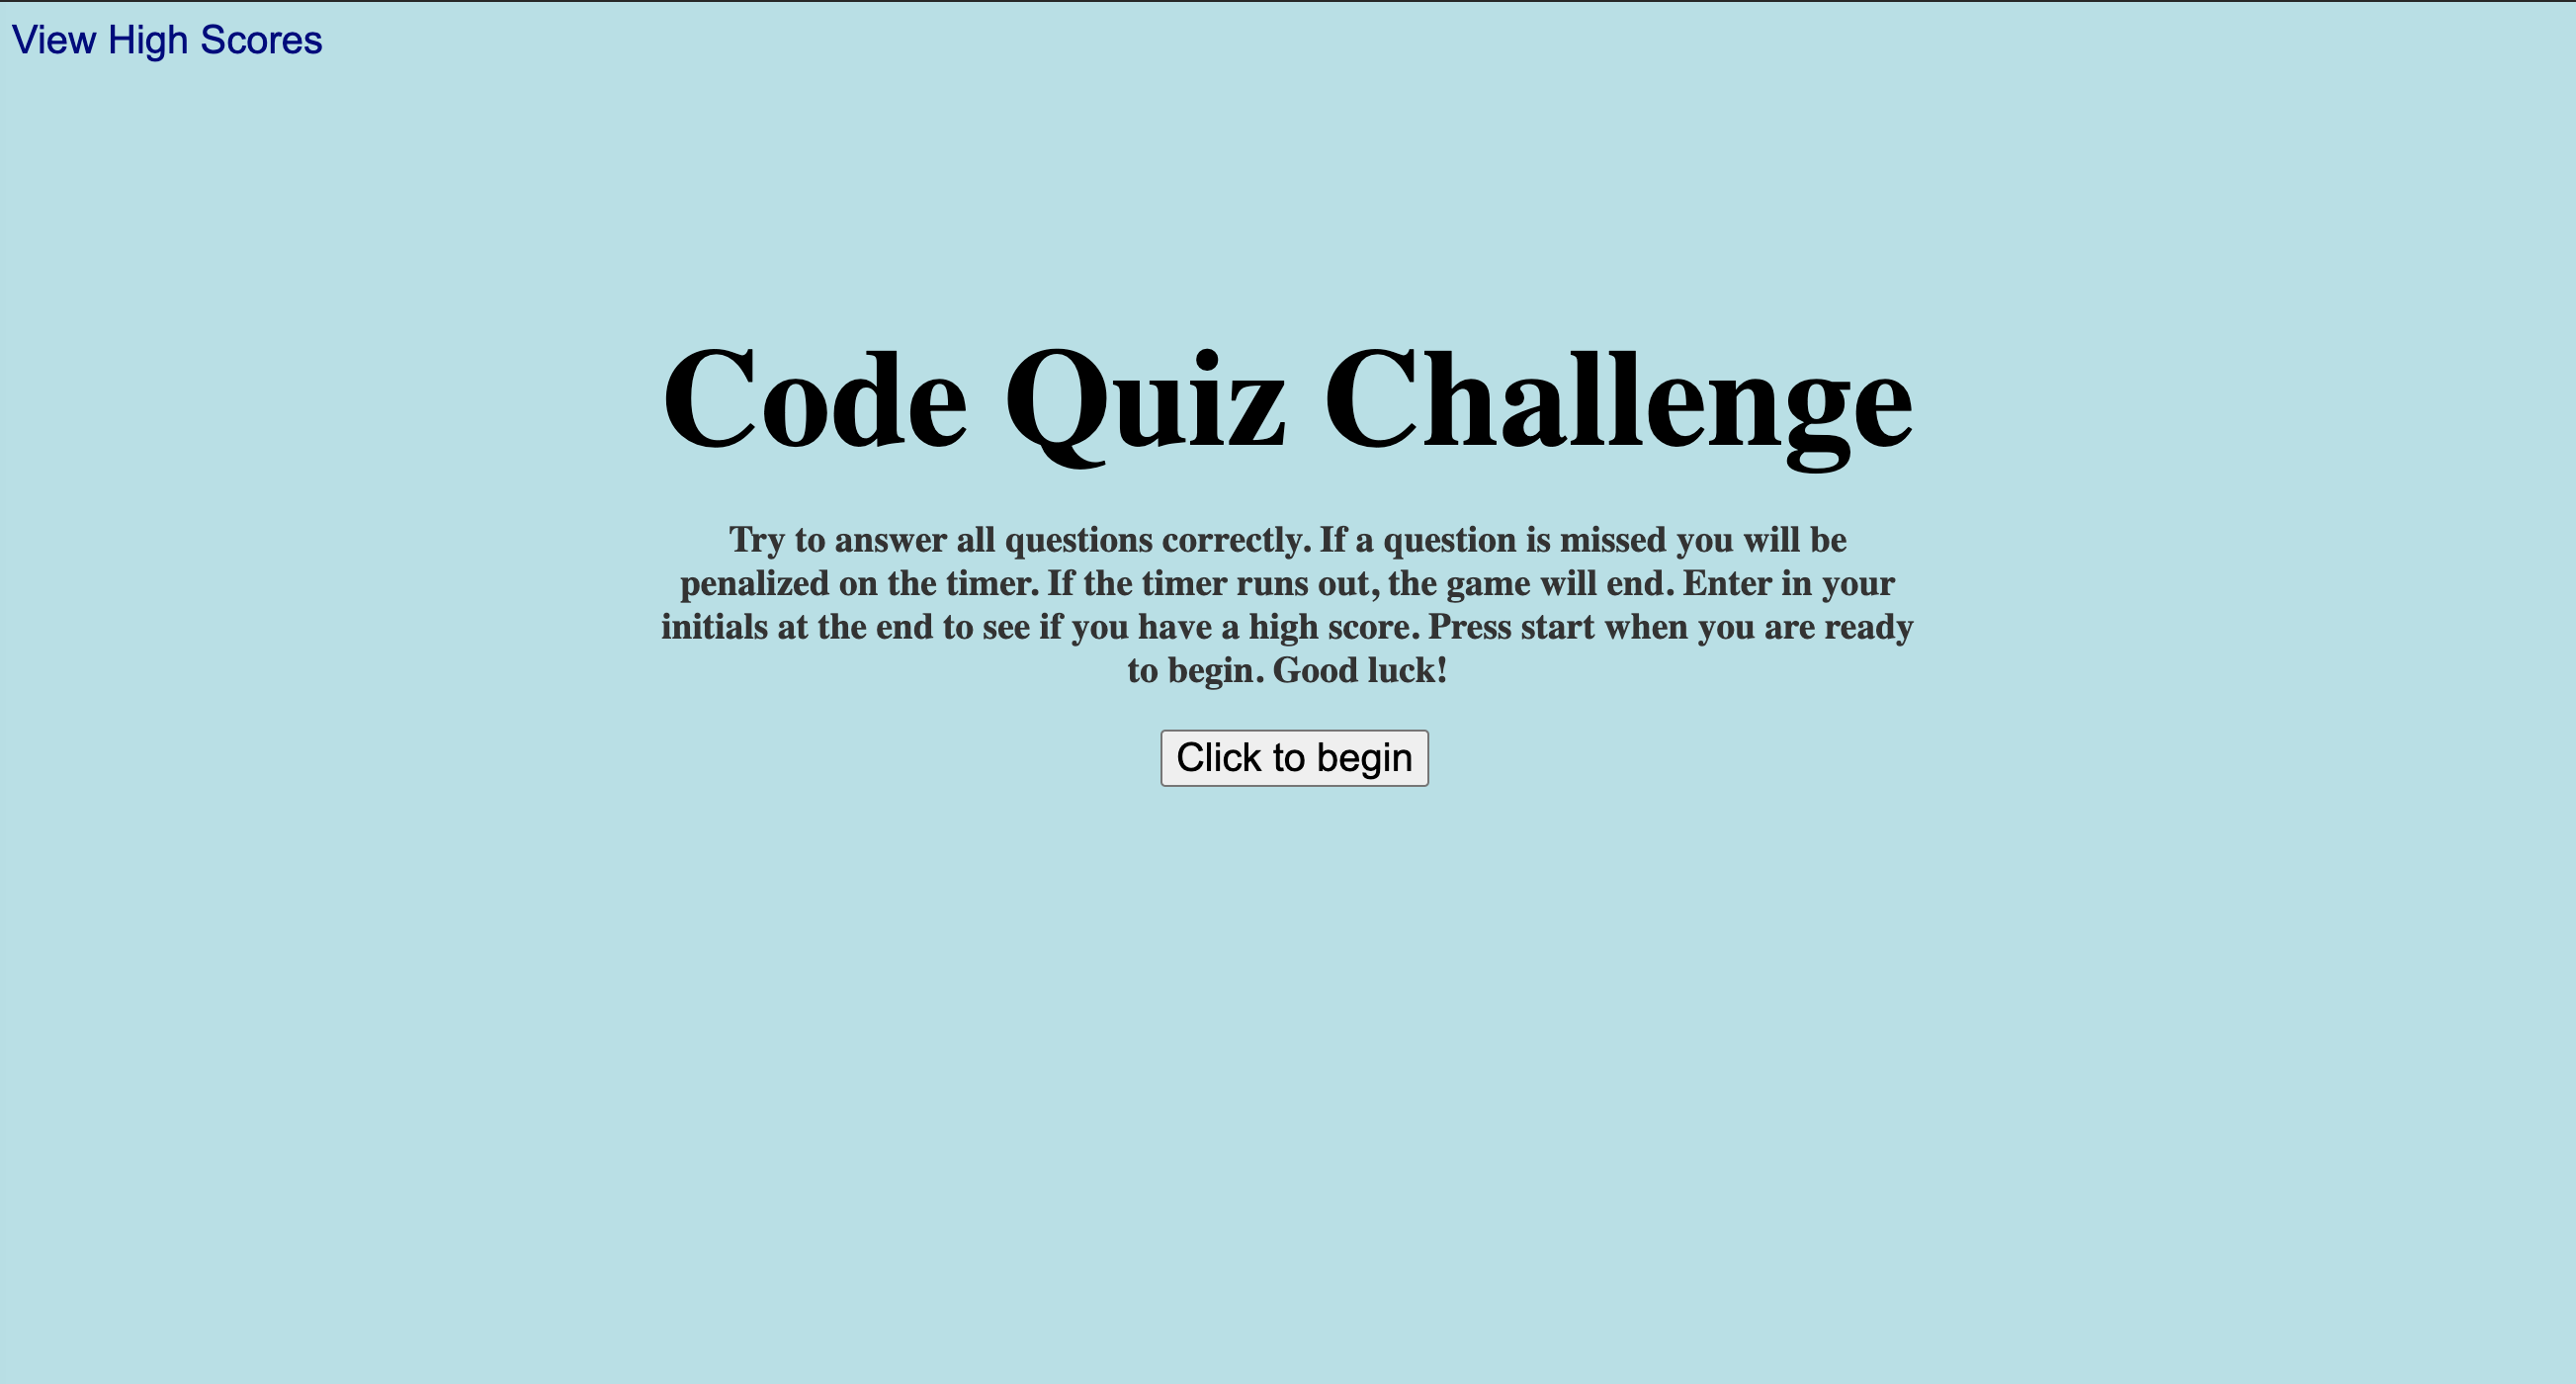 View High Scores
Code Quiz Challenge
Try to answer all questions correctly. If a question is missed you will be
penalized on the timer. If the timer runs out, the game will end. Enter in your
initials at the end to see if you have a high score. Press start when you are ready
to begin. Good luck!
Click to begin